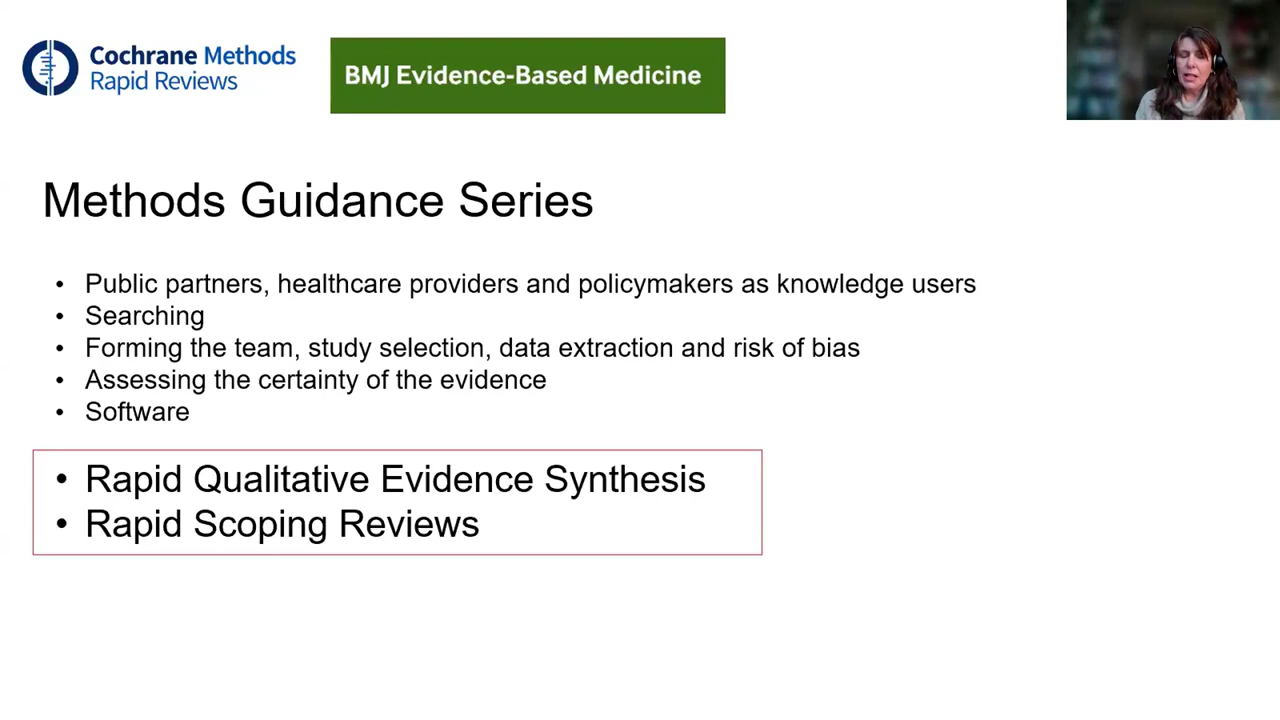 Cochrane Methods
Rapid Reviews
BMJ Evidence-Based Medicine
Methods Guidance Series
• Public partners, healthcare providers and policymakers as knowledge users
• Searching
• Forming the team, study selection, data extraction and risk of bias
• Assessing the certainty of the evidence
• Software
• Rapid Qualitative Evidence Synthesis
• Rapid Scoping Reviews